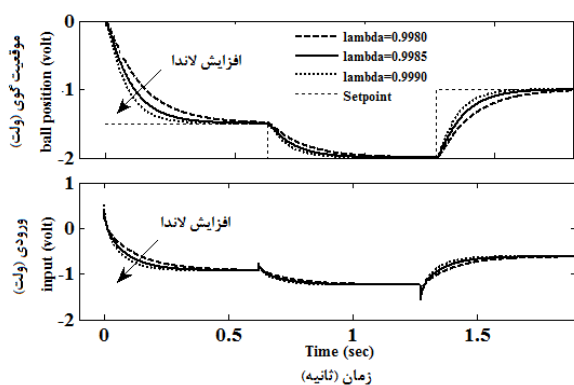 0
-1
-2
موقعیت گوی (ولت)
ball position (volt)
افزایش لاندا
lambda=0.9980
lambda=0.9985
lambda=0.9990
Setpoint
1
0
-1
-2
ورودی (ولت)
input (volt)
افزایش لاندا
0
0.5
1
1.5
Time (sec)
زمان (ثانیه)